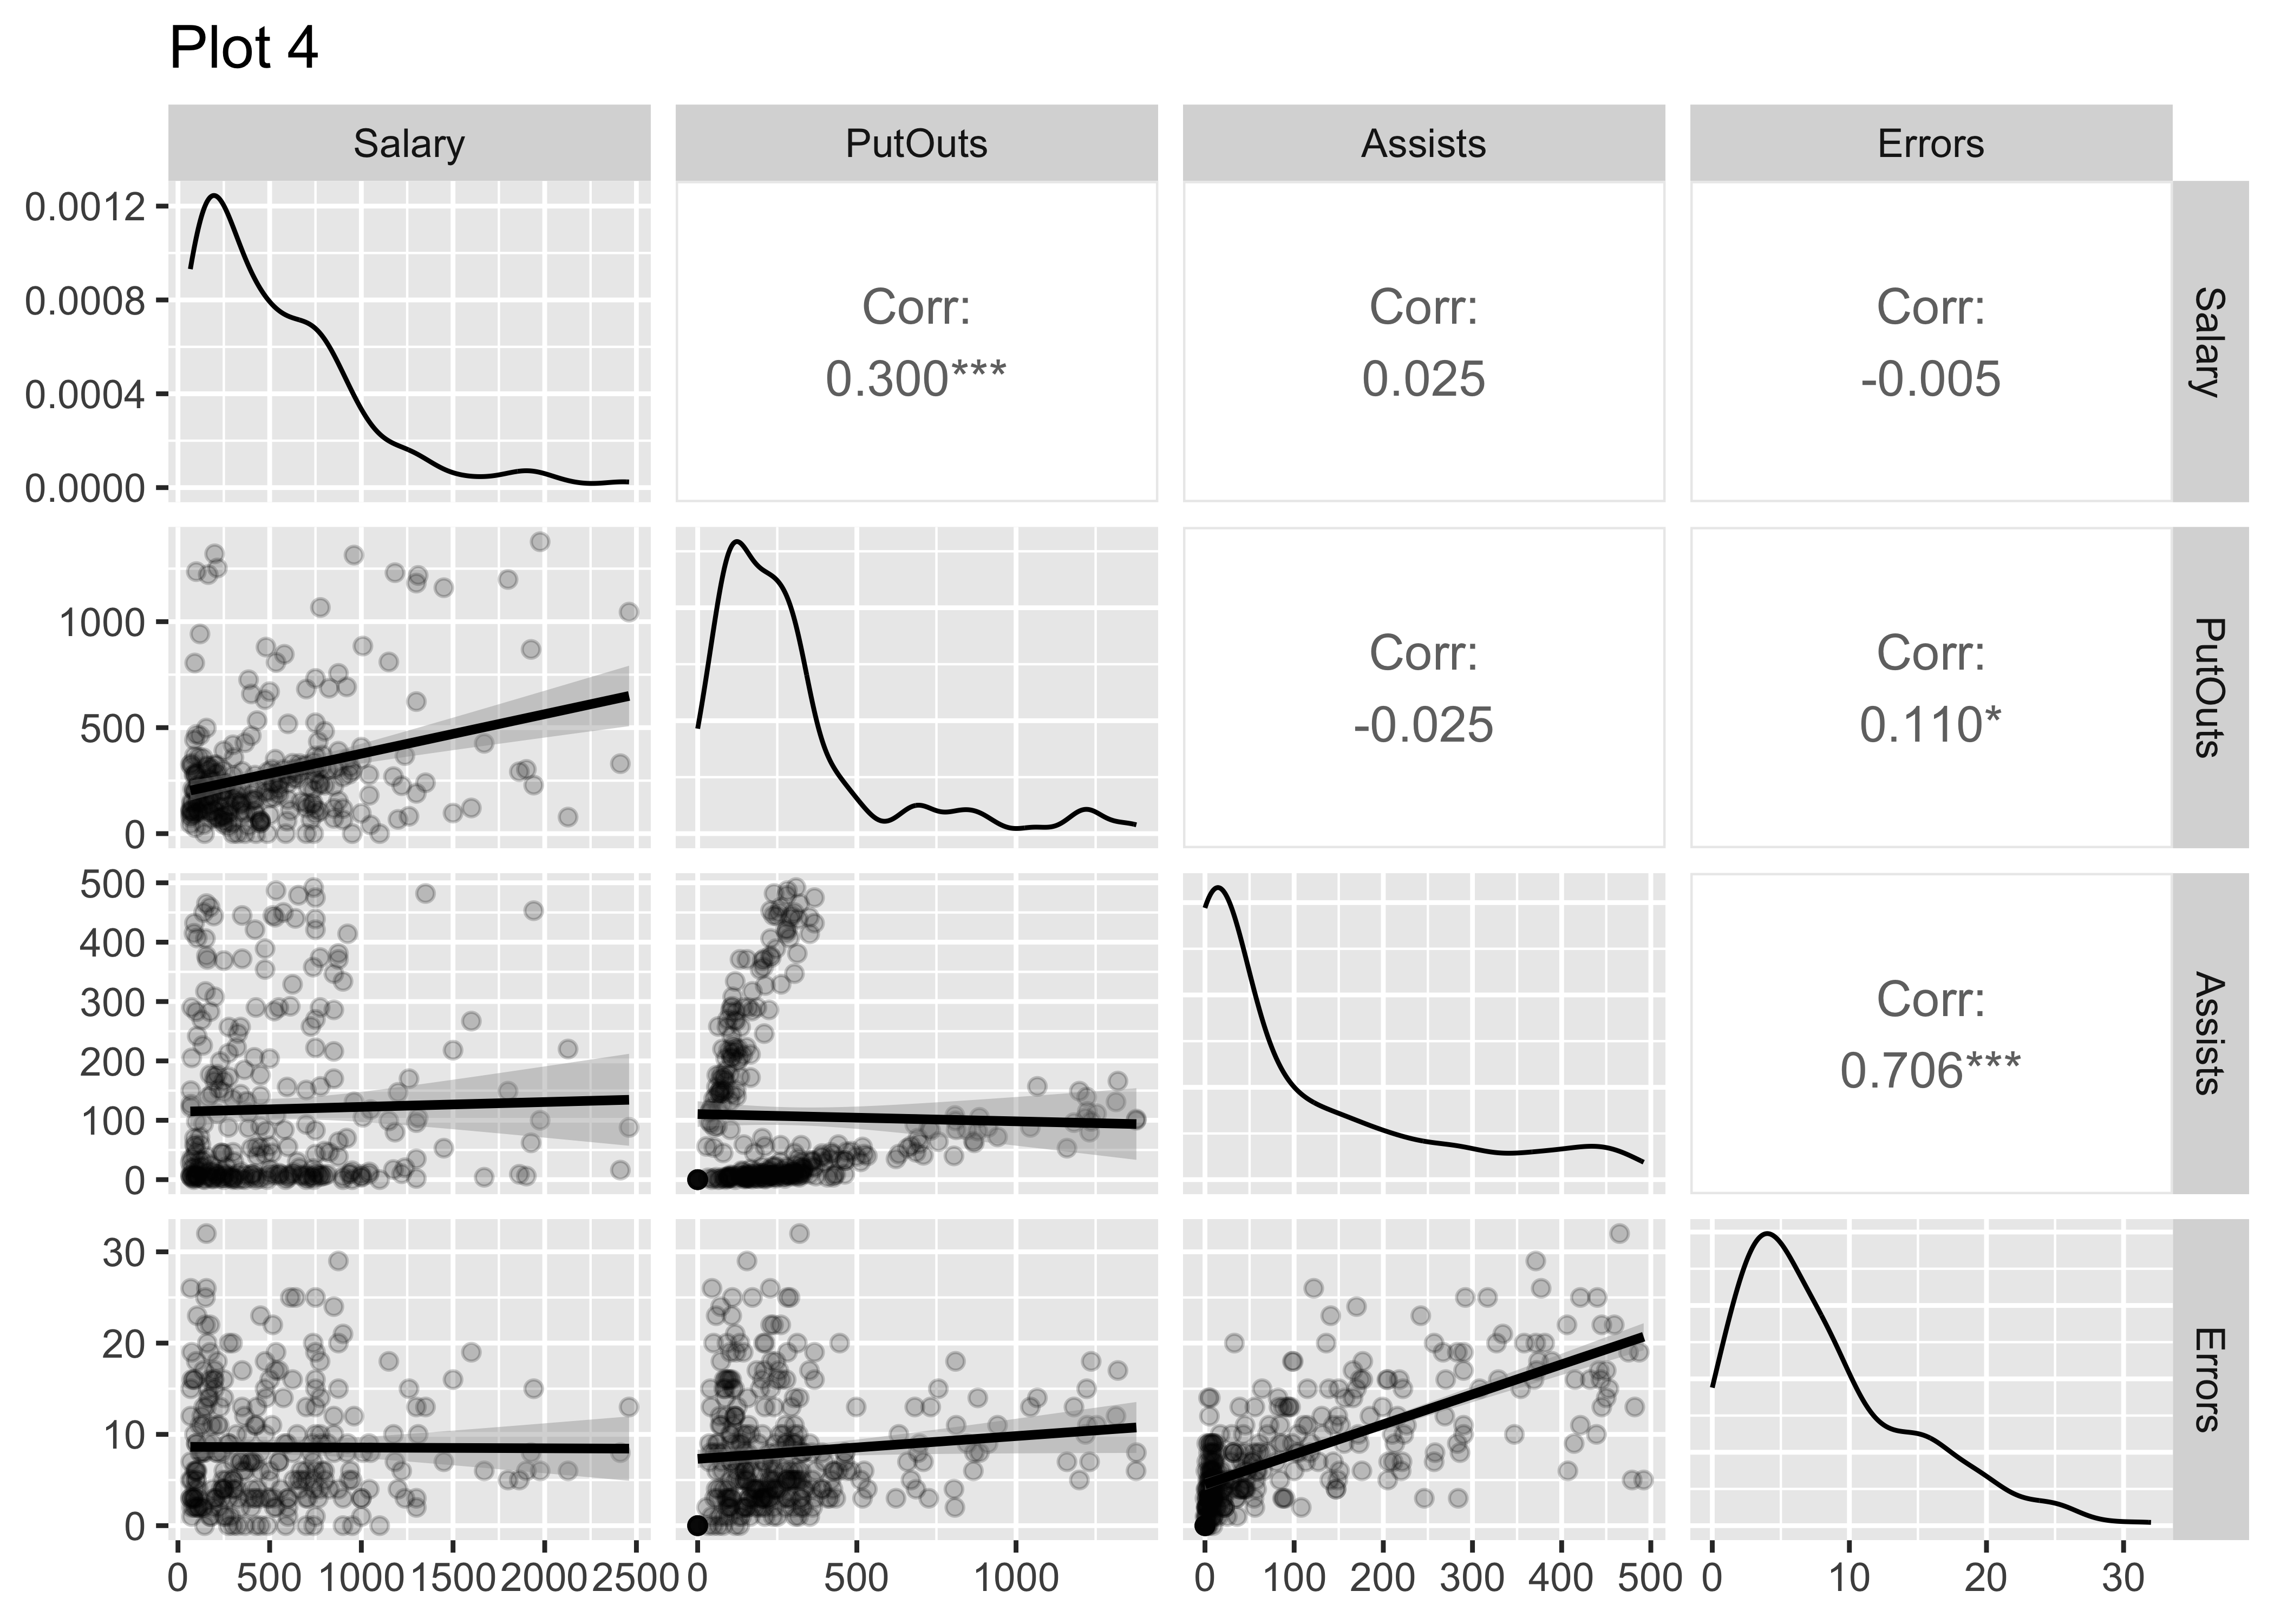 Plot 4
Salary PutOuts Assists Errors
0.0012
0.0008
0.0004
0.0000
Corr:
0.300***
Corr:
0.025
Corr:
-0.005
Salary
1000
500
0
Corr:
-0.025
Corr:
0.110*
PutOuts
500
400
300
200
100
0
Corr:
0.706***
Assists
30
20
10
0
Errors
0 500 1000 1500 2000 2500 0 500 1000 0 100 200 300 400 500 0 10 20 30